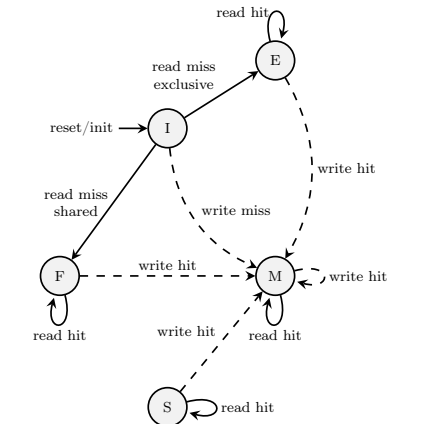 read hit
E
read miss
exclusive
reset/init
I
write hit
read miss
shared
write miss
F
write hit
M
write hit
read hit
read hit
write hit
S
read hit